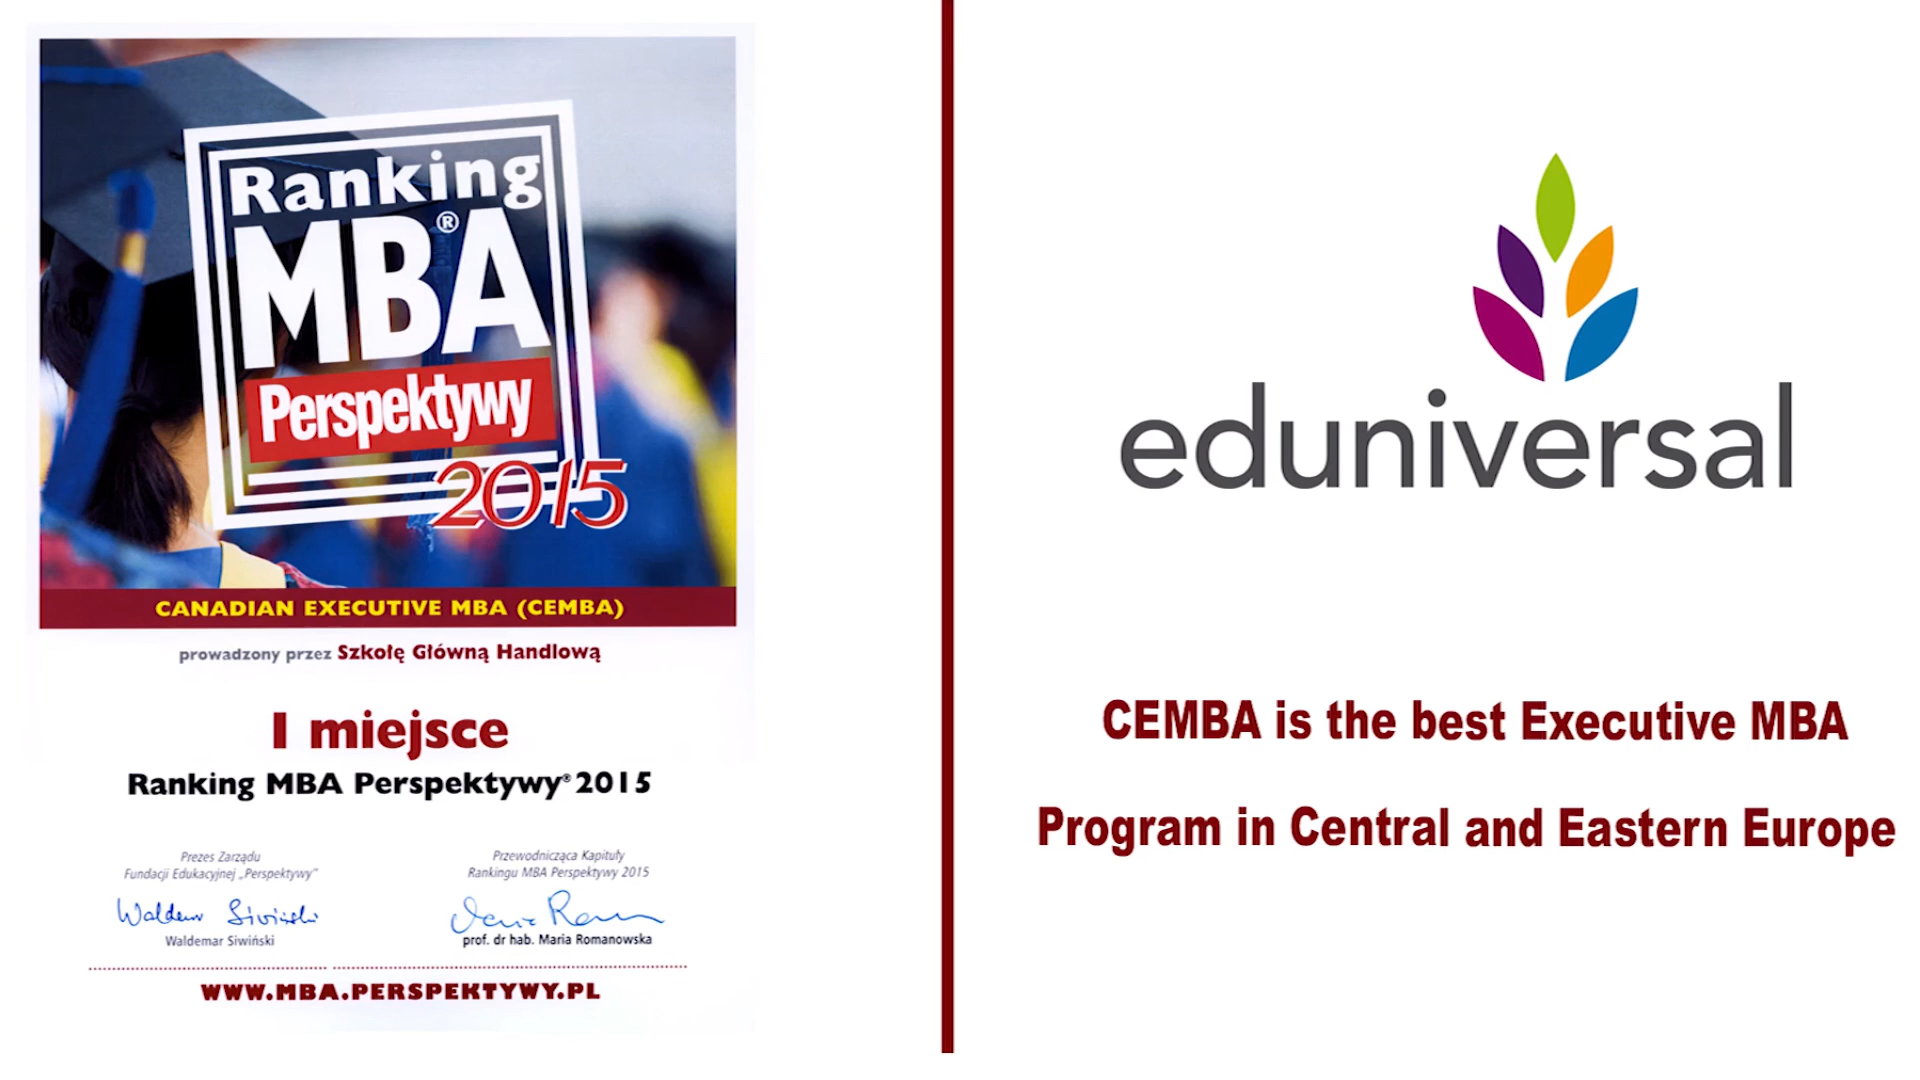 Ranking
MBA®
Perspektywy
2015
CANADIAN EXECUTIVE MBA (CEMBA)
prowadzony przez Szkołę Główną Handlową
I miejsce
Ranking MBA Perspektywy® 2015
Prezes Zarządu
Fundacji Edukacyjnej „Perspektywy"
Waldemar Siwiński
Waldemar Siwiński
Przewodnicząca Kapituły
Rankingu MBA Perspektywy 2015
prof. dr hab. Maria Romanowska
WWW.MBA.PERSPEKTYWY.PL
eduniversal
CEMBA is the best Executive MBA
Program in Central and Eastern Europe